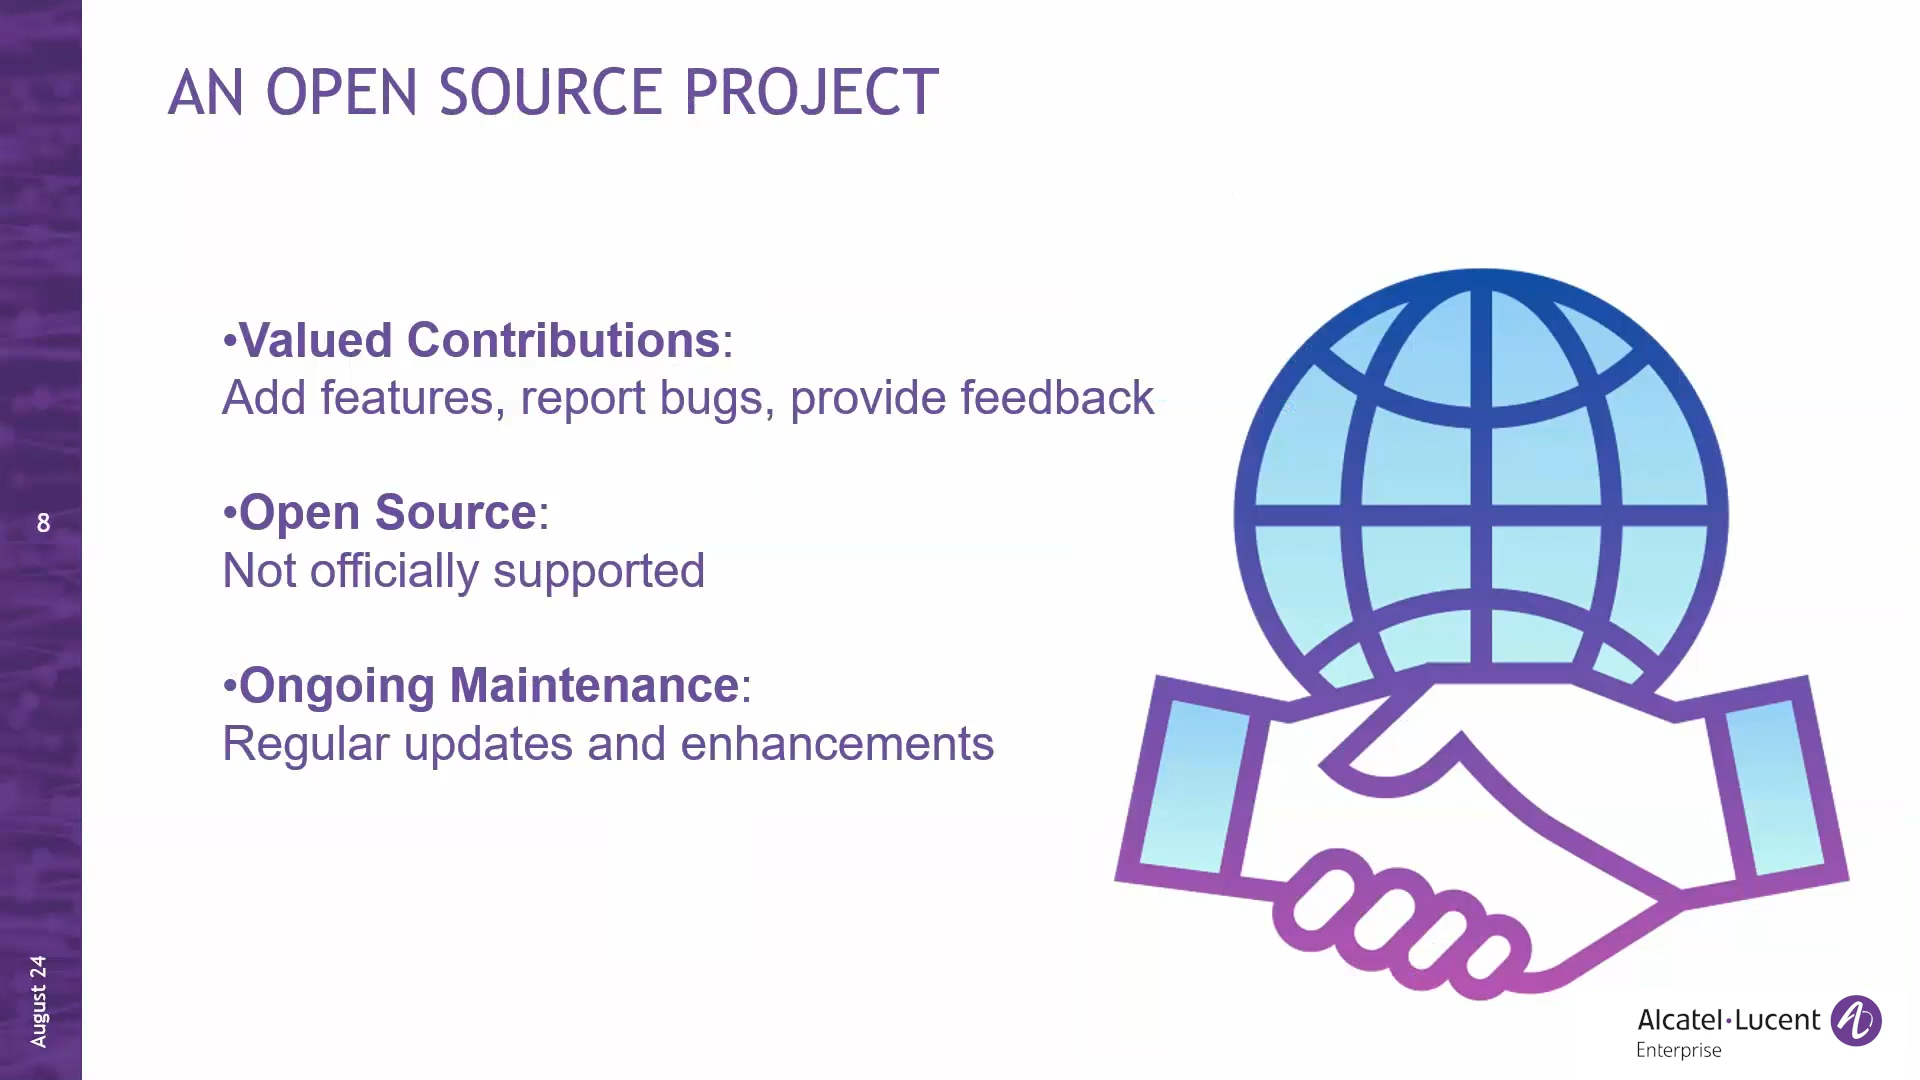 AN OPEN SOURCE PROJECT
•Valued Contributions:
Add features, report bugs, provide feedback
•Open Source:
Not officially supported
•Ongoing Maintenance:
Regular updates and enhancements
8
August 24
Alcatel·Lucent
Enterprise